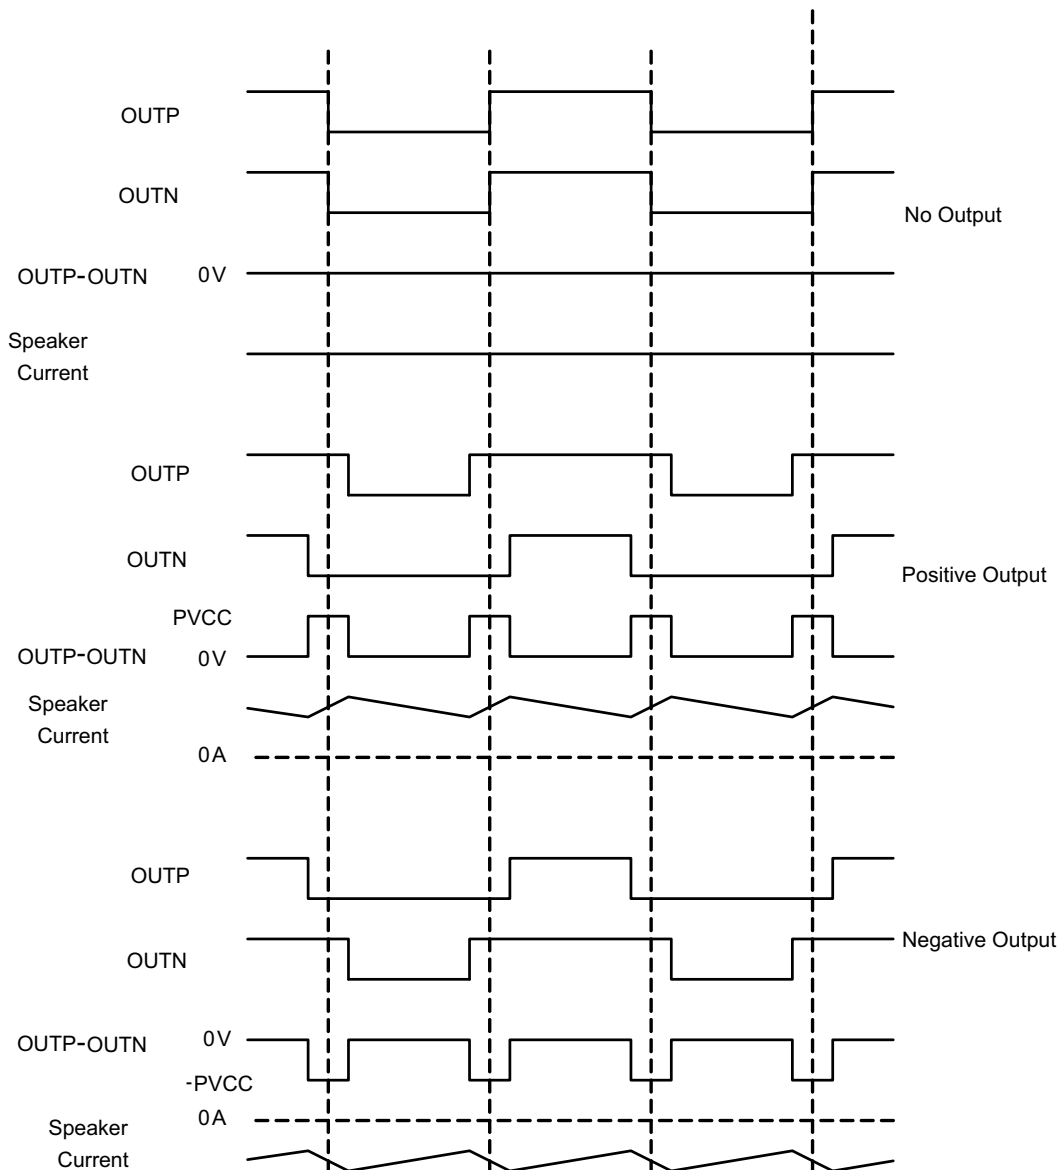 OUTP
OUTN
No Output
OUTP-OUTN 0V
Speaker
Current
OUTP
OUTN
Positive Output
PVCC
OUTP-OUTN 0V
Speaker
Current
0A
OUTP
OUTN
Negative Output
OUTP-OUTN 0V
-PVCC
0A
Speaker
Current